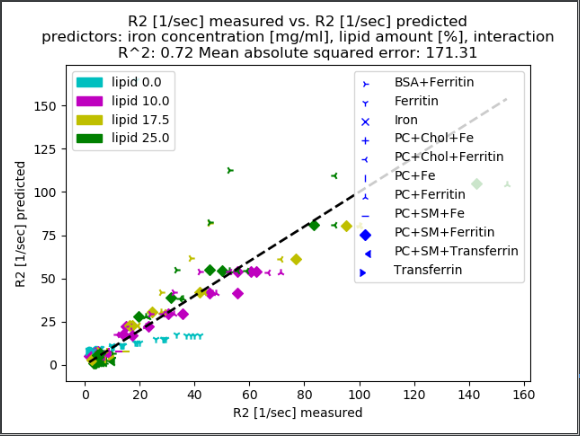 R2 [1/sec] measured vs. R2 [1/sec] predicted
predictors: iron concentration [mg/ml], lipid amount [%], interaction
R^2: 0.72 Mean absolute squared error: 171.31
lipid 0.0
lipid 10.0
lipid 17.5
lipid 25.0
BSA+Ferritin
Ferritin
Iron
PC+Chol+Fe
PC+Chol+Ferritin
PC+Fe
PC+Ferritin
PC+SM+Fe
PC+SM+Ferritin
PC+SM+Transferrin
Transferrin
R2 [1/sec] predicted
150
125
100
75
50
25
0
0
20
40
60
80
100
120
140
160
R2 [1/sec] measured